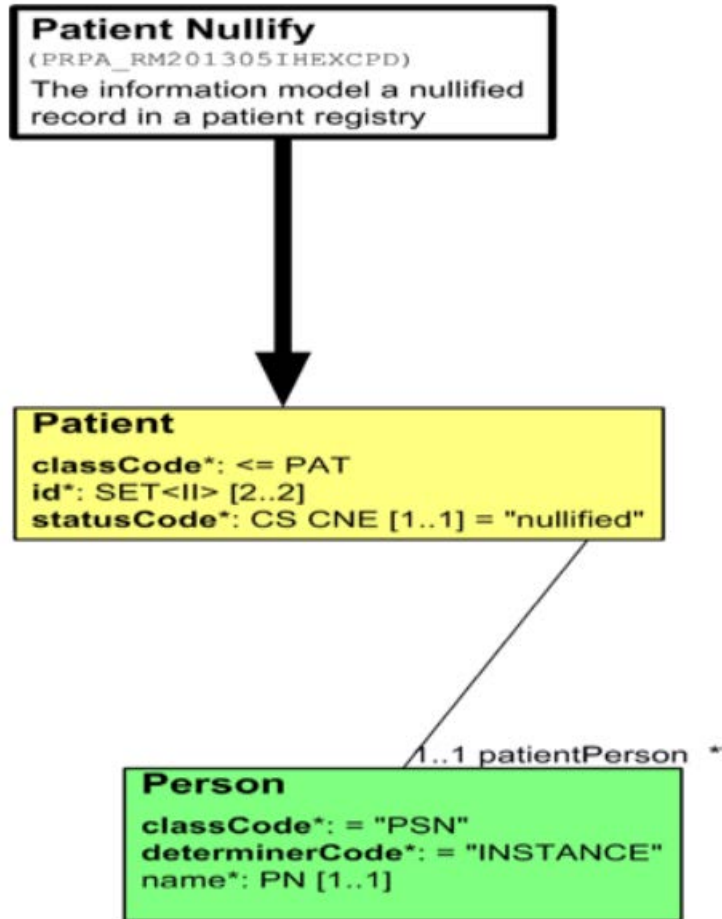 Patient Nullify
(PRPA_RM201305IHEXCPD)
The information model a nullified
record in a patient registry
Patient
classCode*: <= PAT
id*: SET<II> [2..2]
statusCode*: CS CNE [1..1] = "nullified"
1..1 patientPerson *
Person
classCode*: = "PSN"
determinerCode*: = "INSTANCE"
name*: PN [1..1]